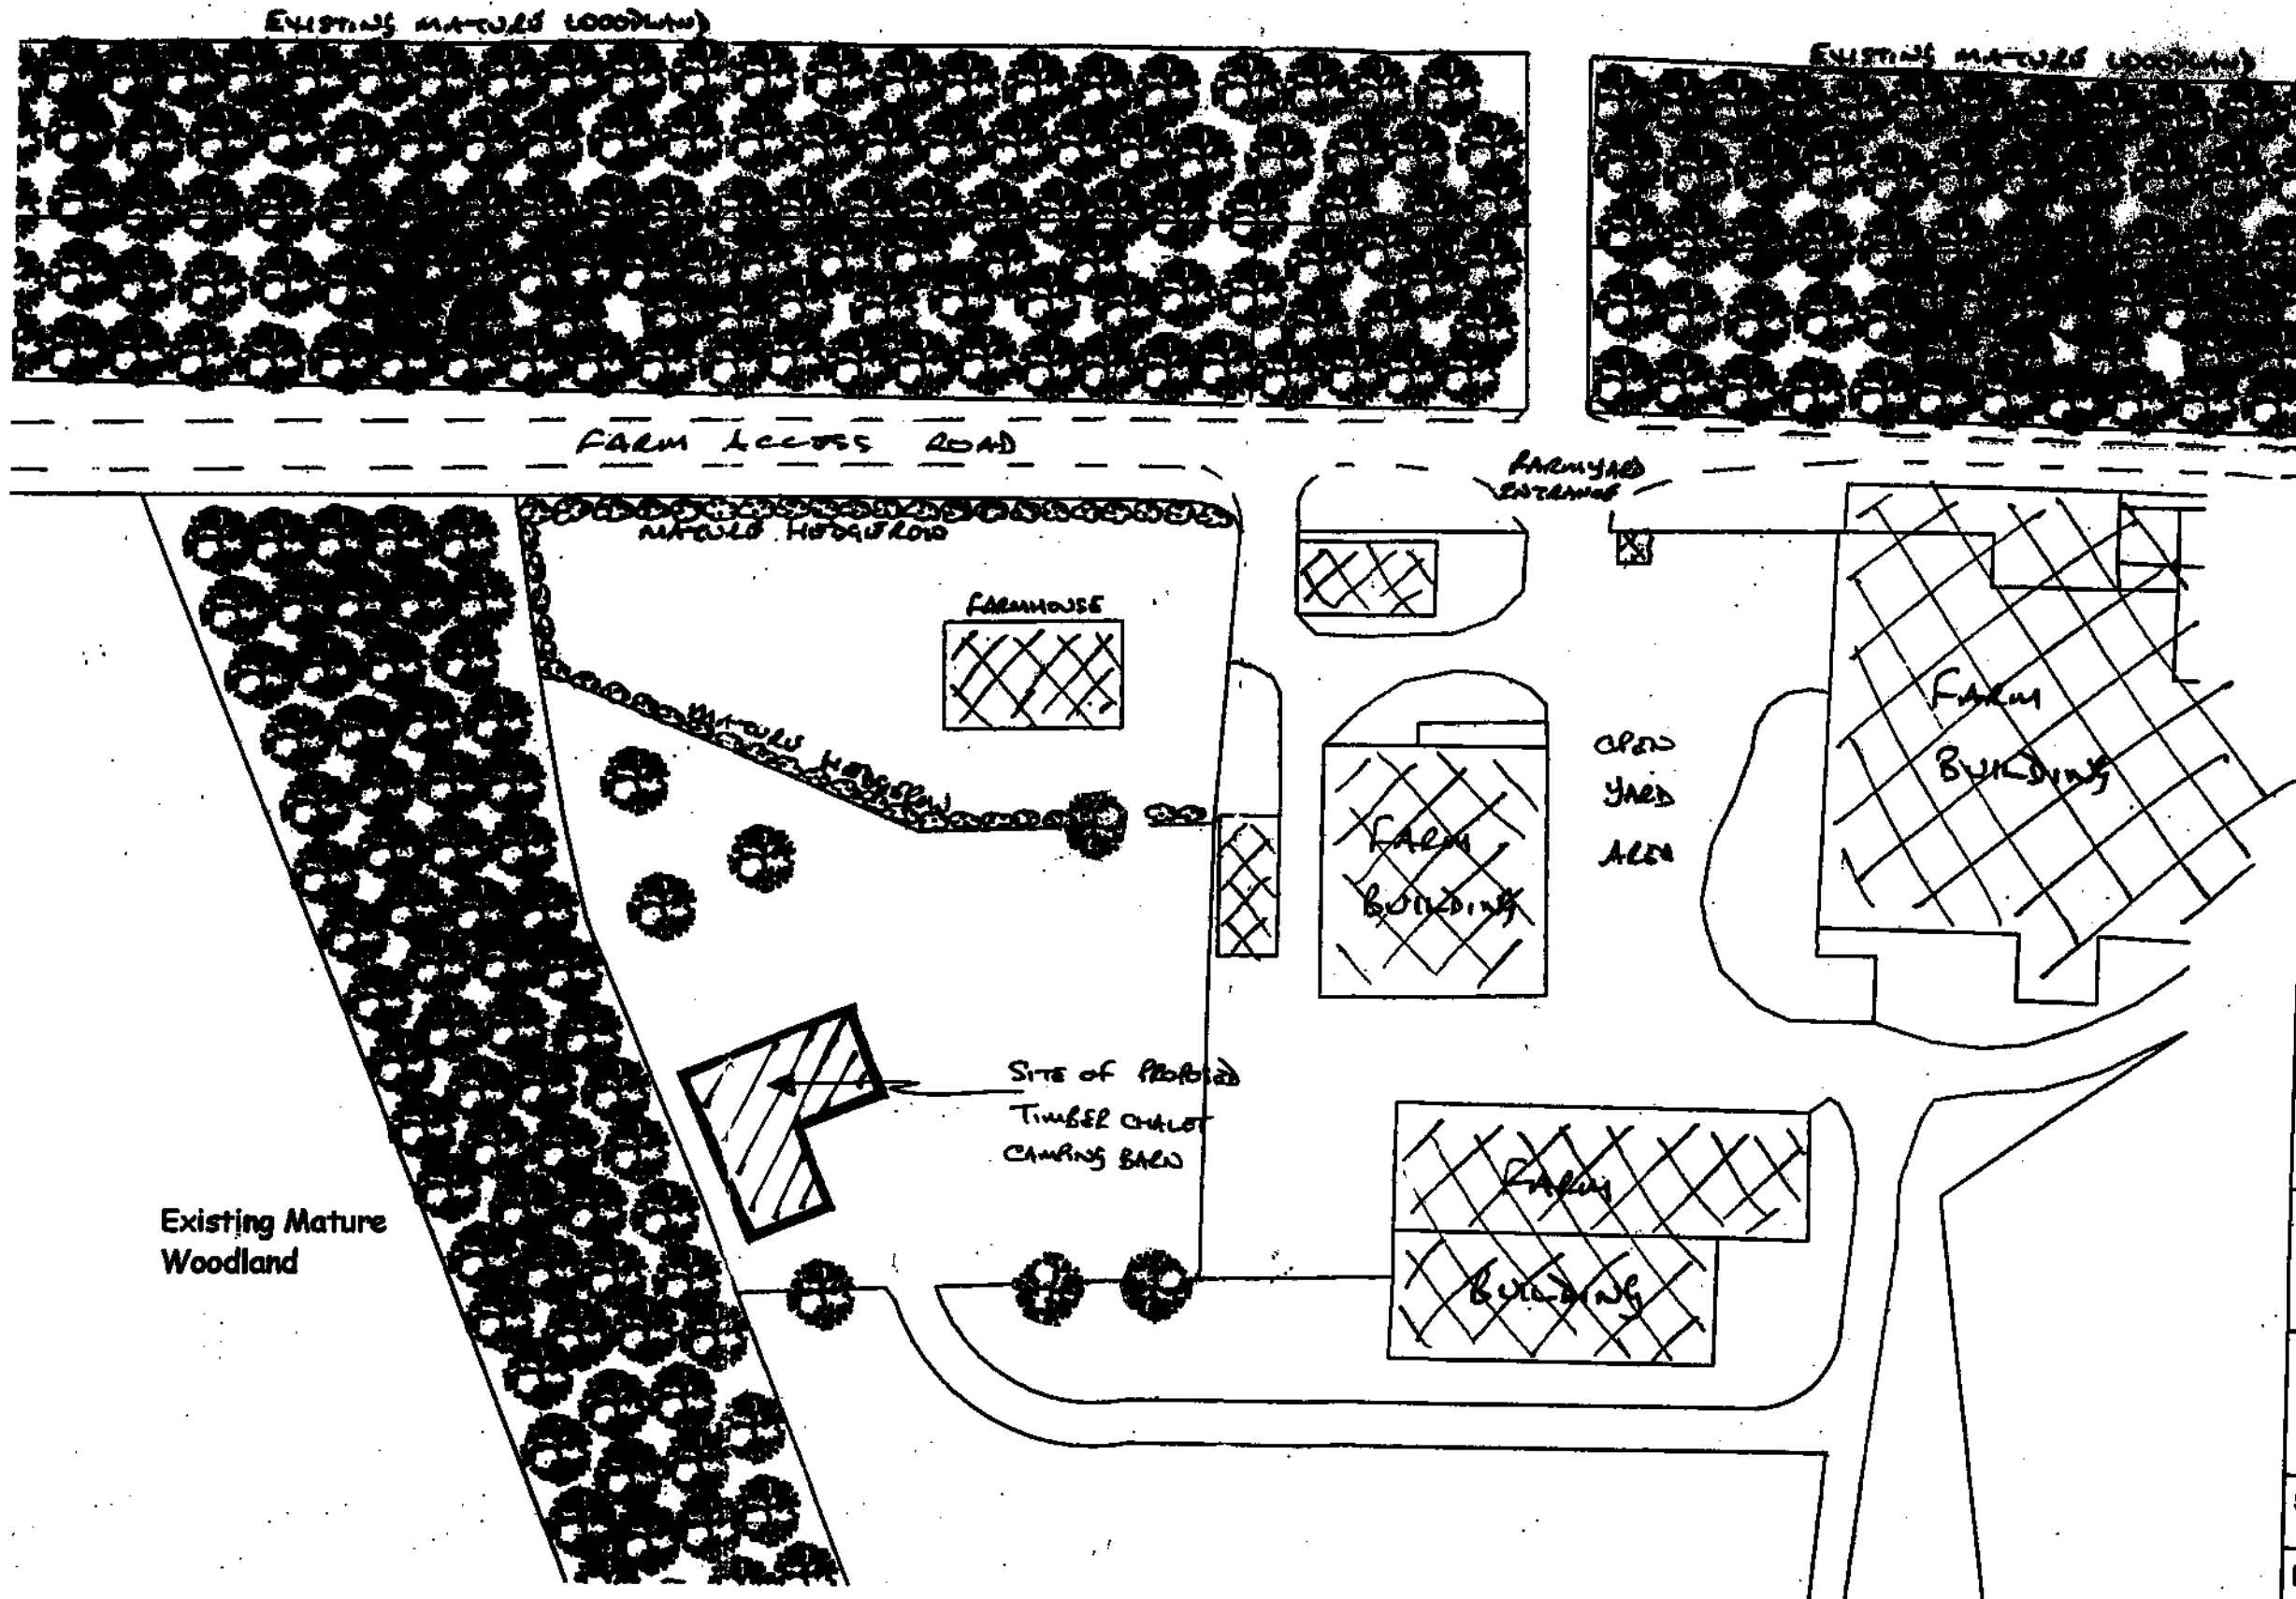 EXISTING MATURE WOODLAND
EXISTING MATURE WOODLAND
FARM ACCESS ROAD
FARMYARD
ENTRANCE
MATURE HEDGEROW
FARMHOUSE
MATURE HEDGEROW
FARM
BUILDING
OPEN
YARD
AREA
FARM
BUILDING
SITE OF PROPOSED
TIMBER CHALET
CAMPING BARN
FARM
BUILDING
Existing Mature
Woodland